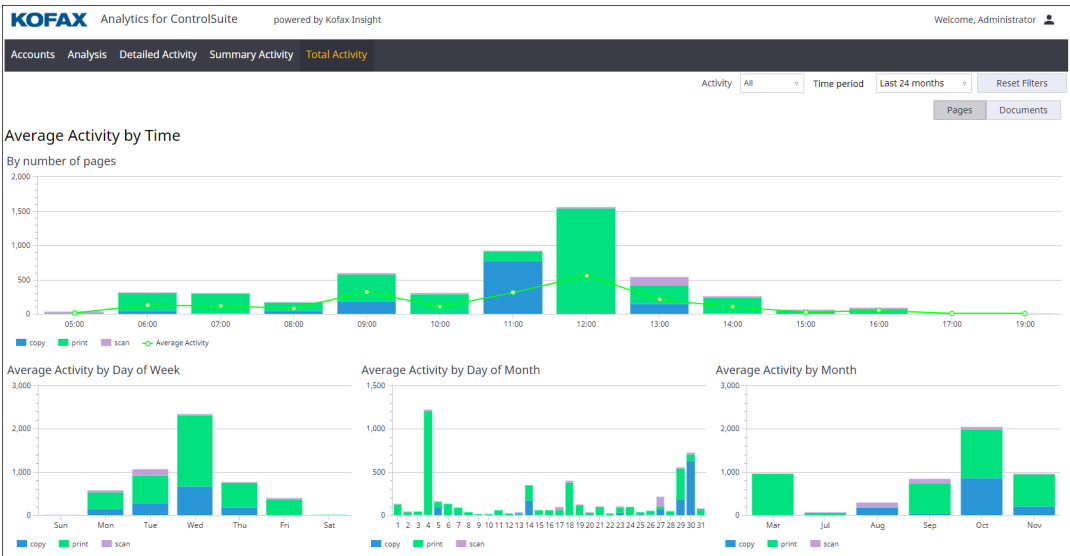 KOFAX Analytics for ControlSuite powered by Kofax Insight Welcome, Administrator
Accounts Analysis Detailed Activity Summary Activity Total Activity
Activity All Time period Last 24 months Reset Filters
Pages Documents
Average Activity by Time
By number of pages
2,000
1,500
1,000
500
0
05:00 06:00 07:00 08:00 09:00 10:00 11:00 12:00 13:00 14:00 15:00 16:00 17:00 19:00
copy print scan Average Activity
Average Activity by Day of Week
3,000
2,000
1,000
0
Sun Mon Tue Wed Thu Fri Sat
copy print scan
Average Activity by Day of Month
1,500
1,000
500
0
1 2 3 4 5 6 7 8 9 10 11 12 13 14 15 16 17 18 19 20 21 22 23 24 25 26 27 28 29 30 31
copy print scan
Average Activity by Month
3,000
2,000
1,000
0
Mar Jul Aug Sep Oct Nov
copy print scan